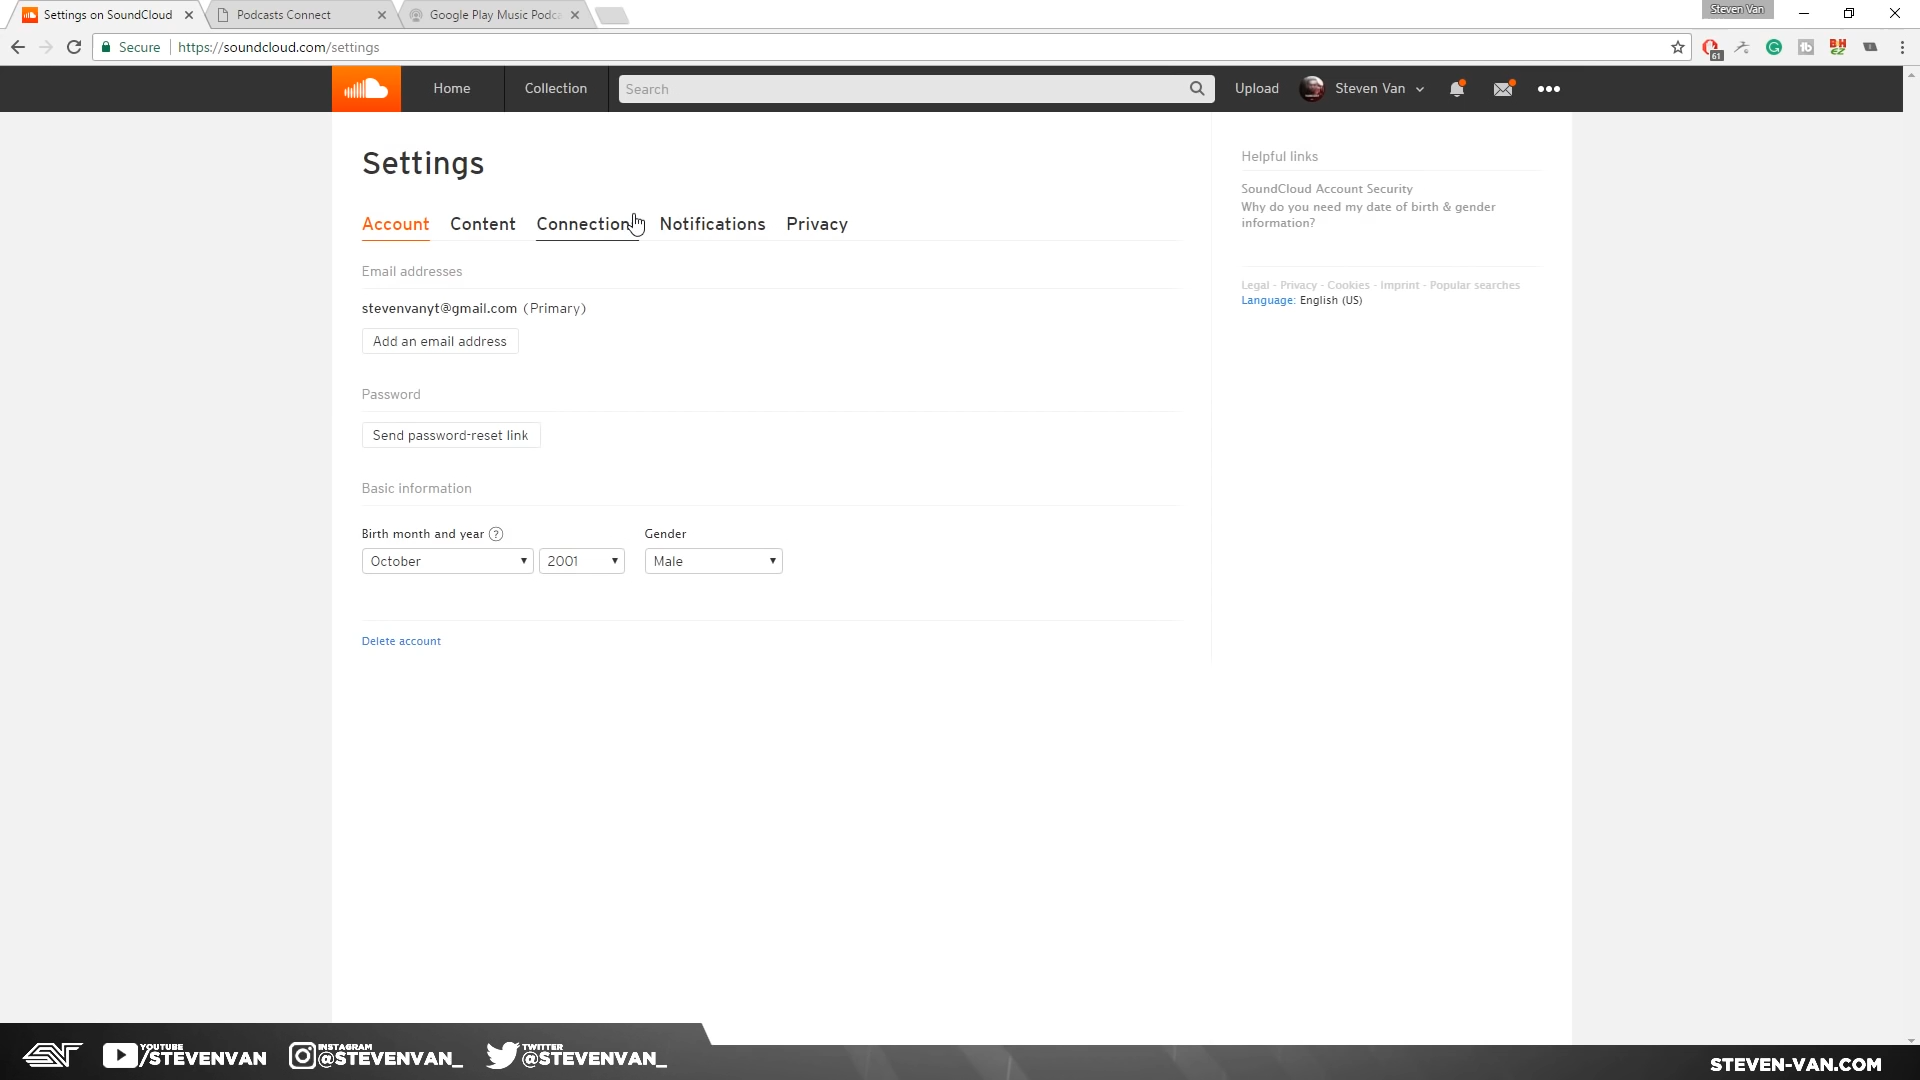 Settings on SoundCloud
Podcasts Connect
Google Play Music Podca
Steven Van
Secure
https://soundcloud.com/settings
61
Home
Collection
Search
Upload
Steven Van
Settings
Account
Content
Connection
Notifications
Privacy
Email addresses
stevenvanyt@gmail.com (Primary)
Add an email address
Password
Send password-reset link
Basic information
Birth month and year ?
Gender
October
2001
Male
Delete account
Helpful links
SoundCloud Account Security
Why do you need my date of birth & gender
information?
Legal - Privacy - Cookies - Imprint - Popular searches
Language: English (US)
YOUTUBE
/STEVENVAN
INSTAGRAM
@STEVENVAN_
TWITTER
@STEVENVAN_
STEVEN-VAN.COM